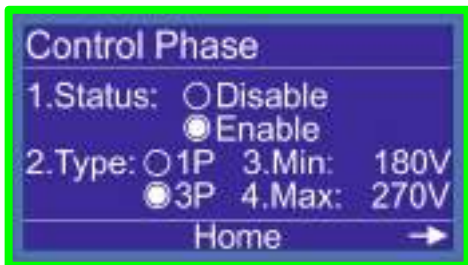 Control Phase
1.Status: Disable
Enable
2.Type: 1P 3.Min: 180V
3P 4.Max: 270V
Home